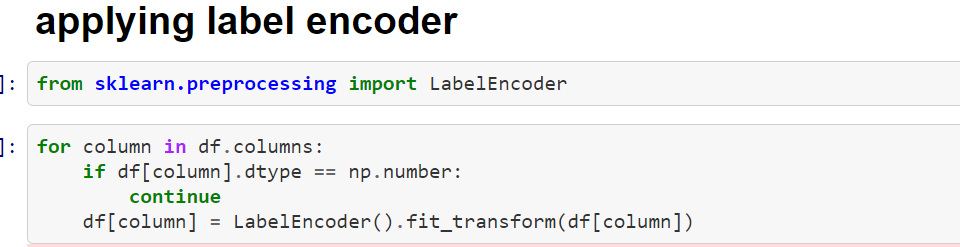 applying label encoder
]: from sklearn.preprocessing import LabelEncoder
]: for column in df.columns:
    if df[column].dtype == np.number:
        continue
    df[column] = LabelEncoder().fit_transform(df[column])